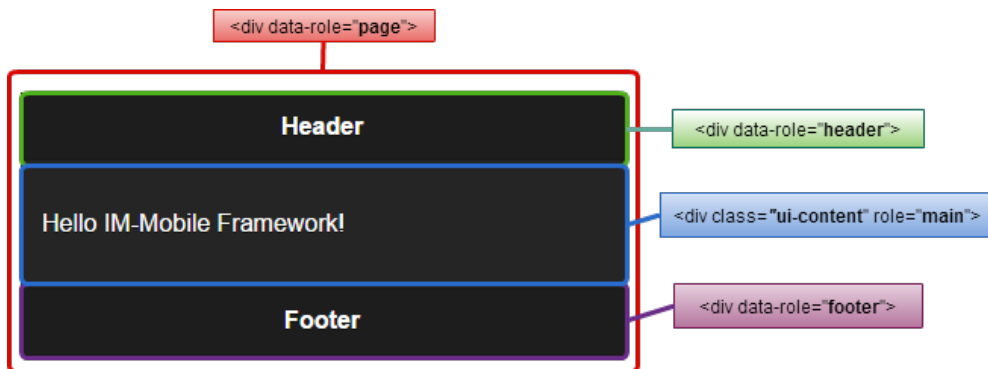 <div data-role="page">
Header
<div data-role="header">
Hello IM-Mobile Framework!
<div class="ui-content" role="main">
Footer
<div data-role="footer">